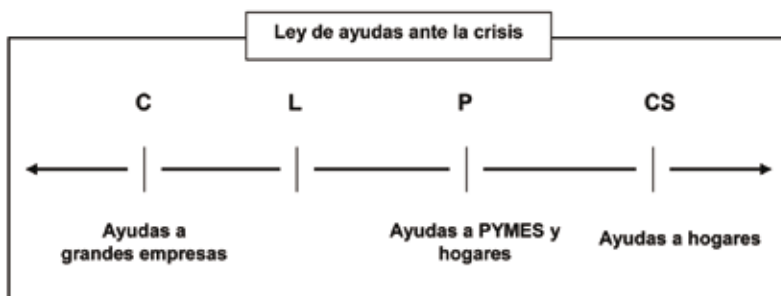 Ley de ayudas ante la crisis
C L P CS
Ayudas a
grandes empresas
Ayudas a PYMES y
hogares
Ayudas a hogares